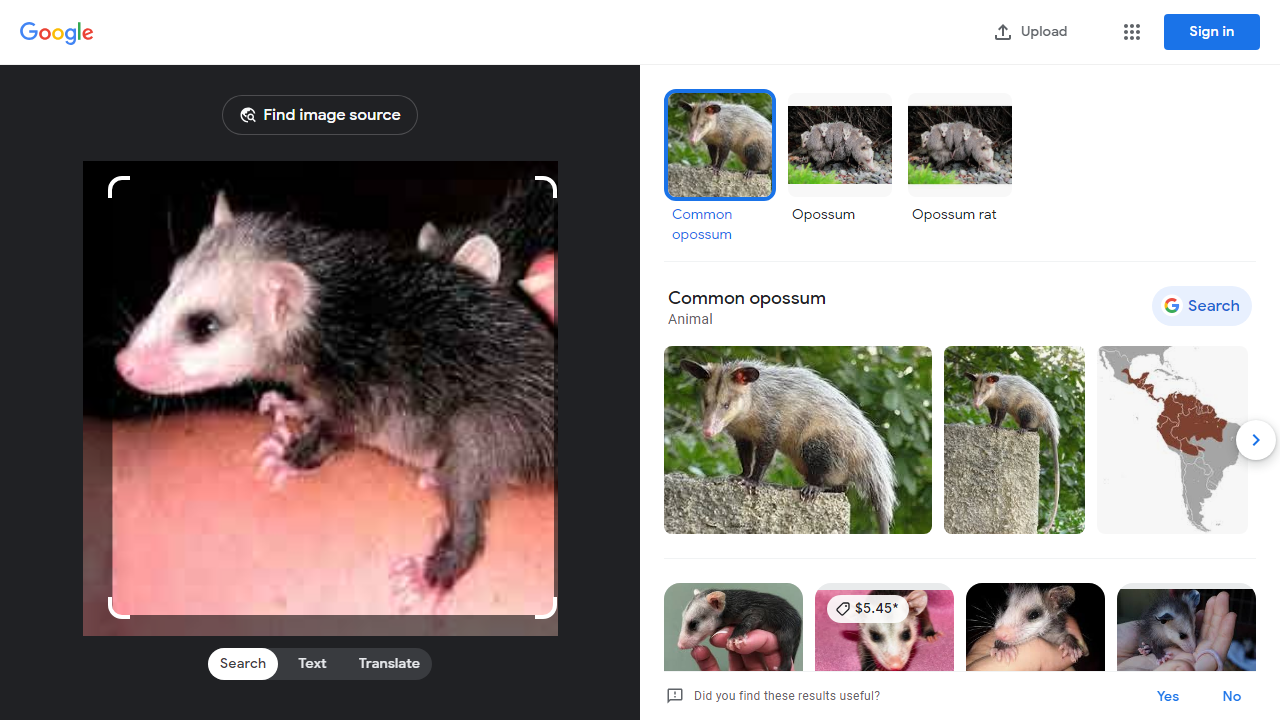 Google
Upload
Sign in
Find image source
Common
opossum
Opossum
Opossum rat
Common opossum
Animal
Search
$5.45*
Search
Text
Translate
Did you find these results useful?
Yes
No